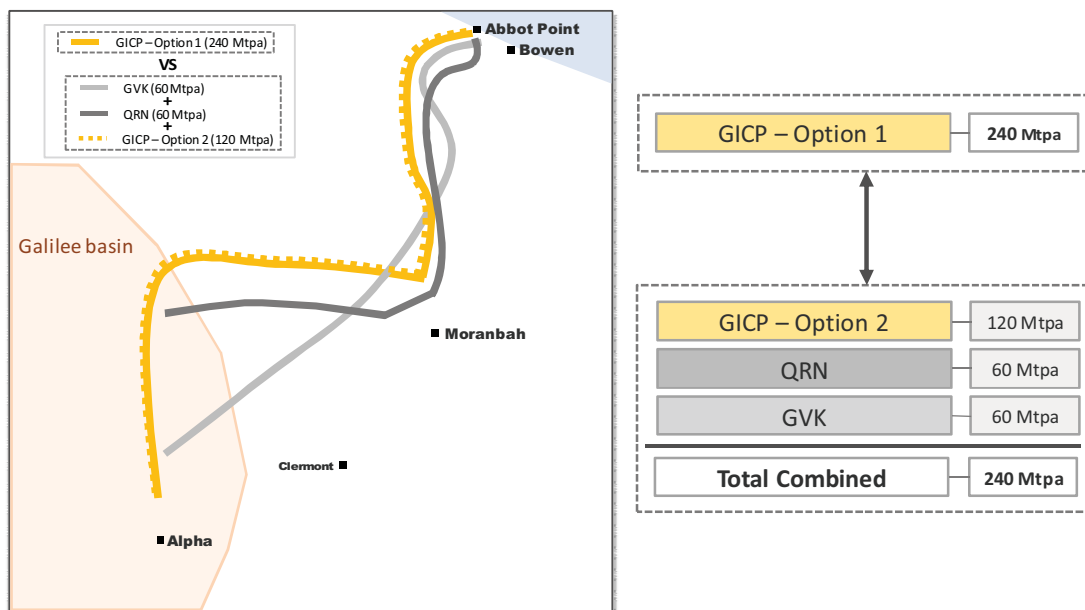 GICP – Option 1 (240 Mtpa)
VS
GVK (60 Mtpa)
+
QRN (60 Mtpa)
+
GICP – Option 2 (120 Mtpa)
Abbot Point
Bowen
Galilee basin
Moranbah
Clermont
Alpha
GICP – Option 1
240 Mtpa
GICP – Option 2
120 Mtpa
QRN
60 Mtpa
GVK
60 Mtpa
Total Combined
240 Mtpa